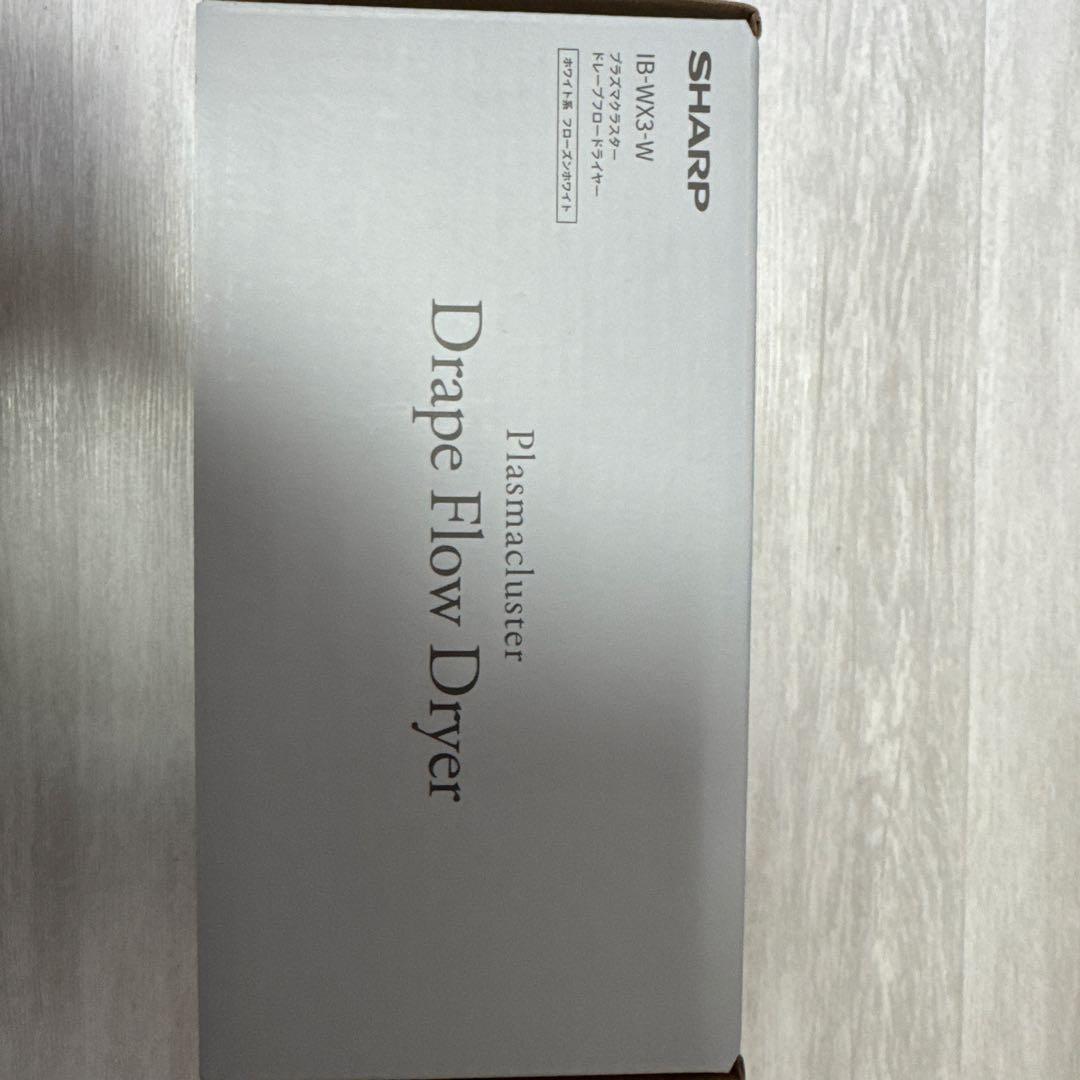 SHARP
IB-WX3-W
プラズマクラスター
ドレープフロードライヤー
ホワイト系 フローズンホワイト
Plasmacluster
Drape Flow Dryer